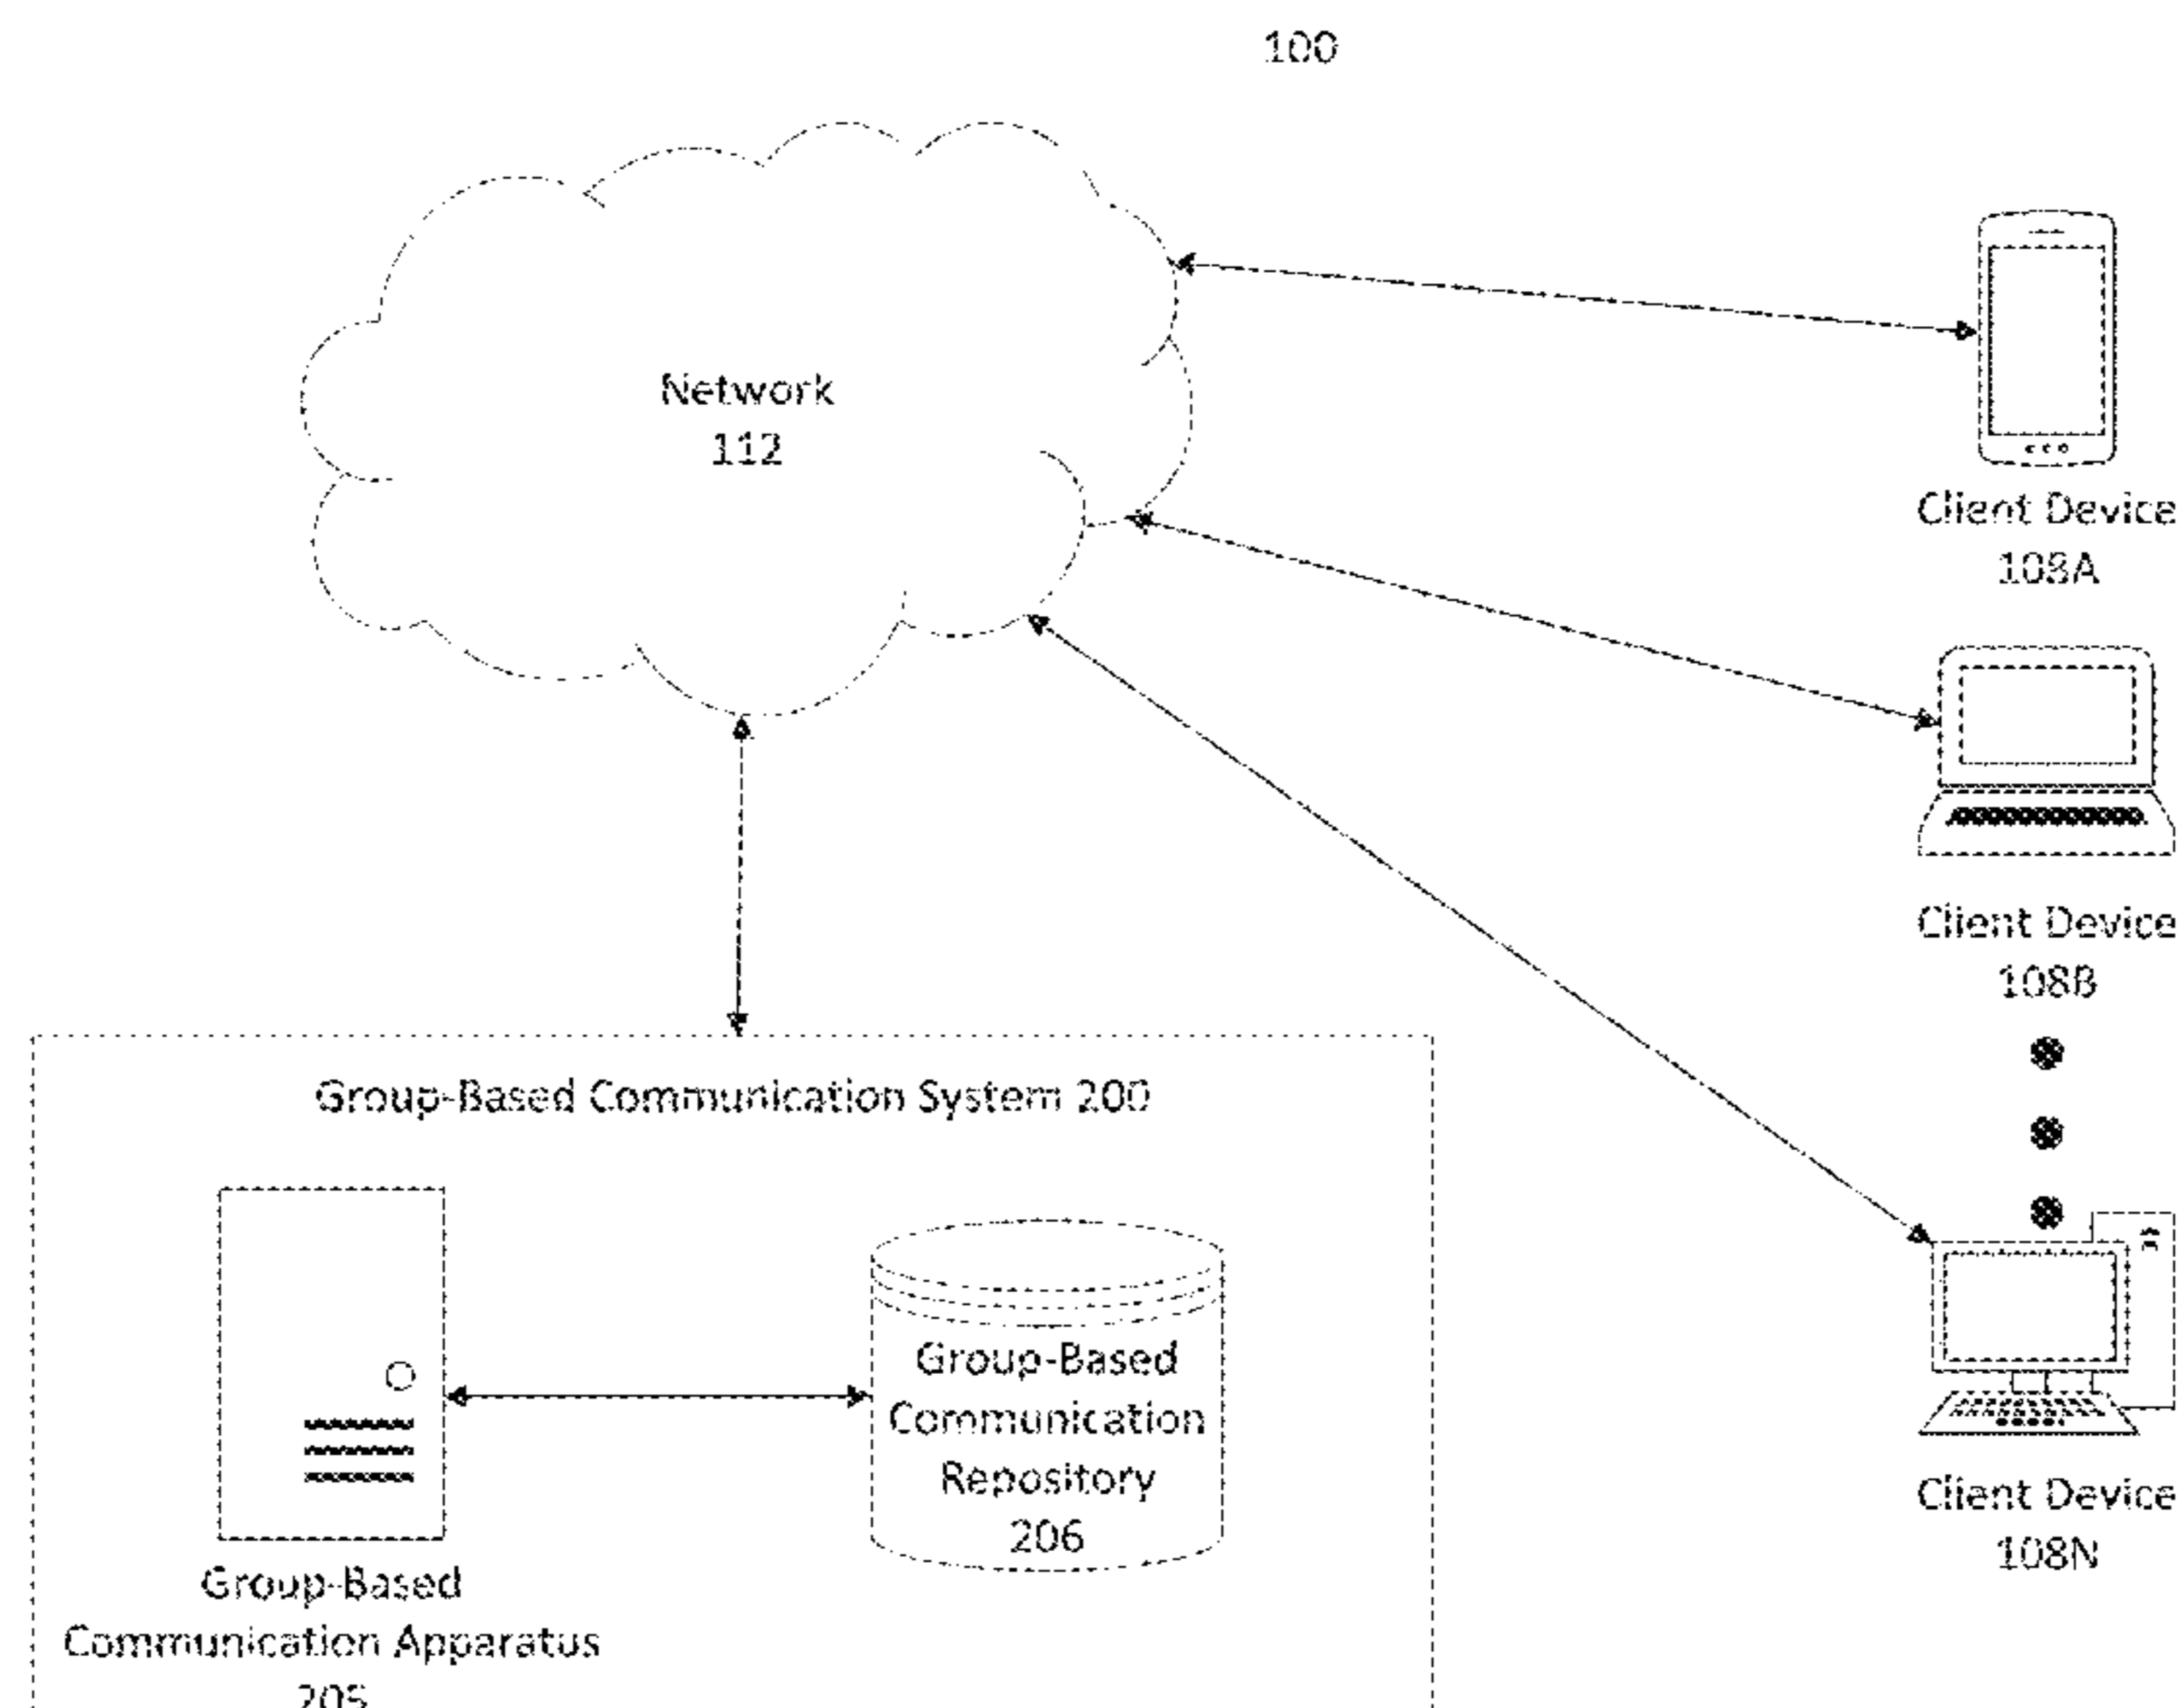 100
Network
112
Client Device
108A
Client Device
108B
Group-Based Communication System 200
Group-Based
Communication
Repository
206
Client Device
108N
Group-Based
Communication Apparatus
205